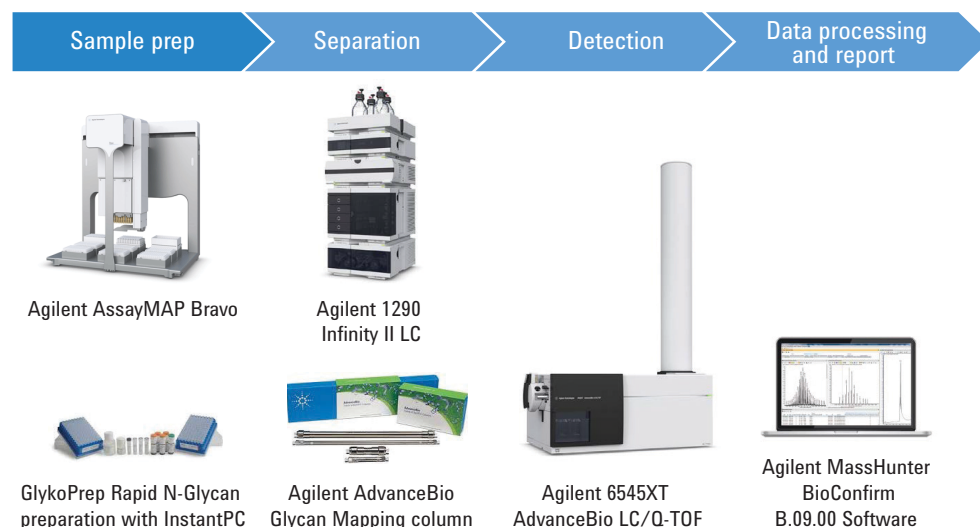 Sample prep
Separation
Detection
Data processing
and report
Agilent AssayMAP Bravo
Agilent 1290
Infinity II LC
GlykoPrep Rapid N-Glycan
preparation with InstantPC
Agilent AdvanceBio
Glycan Mapping column
Agilent 6545XT
AdvanceBio LC/Q-TOF
Agilent MassHunter
BioConfirm
B.09.00 Software